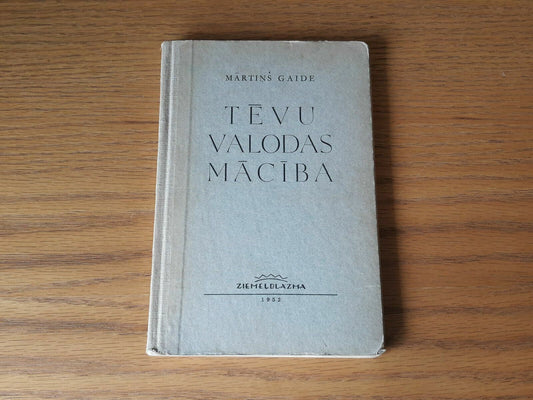 MĀRTIŅŠ GAIDE
TĒVU
VALODAS
MĀCĪBA
ZIEMEĻBLĀZMA
1952